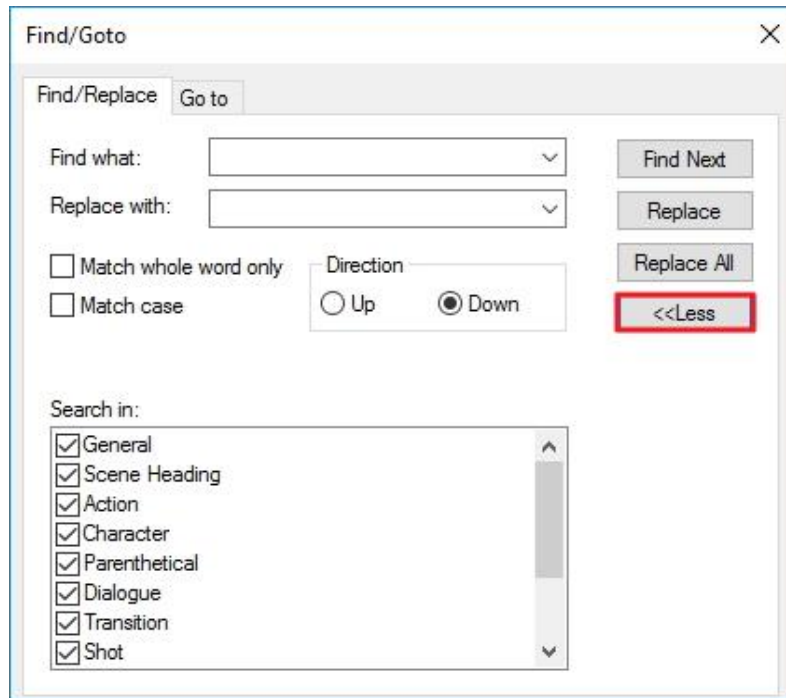 Find/Goto
Find/Replace Go to
Find what: Find Next
Replace with: Replace
Match whole word only Direction Replace All
Match case Up Down <<Less
Search in:
General
Scene Heading
Action
Character
Parenthetical
Dialogue
Transition
Shot